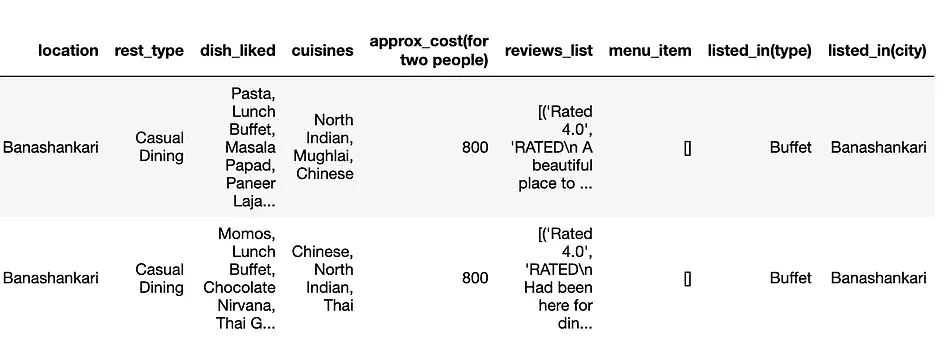 location rest_type dish_liked cuisines approx_cost(for two people) reviews_list menu_item listed_in(type) listed_in(city)
Banashankari
Casual
Dining
Pasta,
Lunch
Buffet,
Masala
Papad,
Paneer
Laja...
North
Indian,
Mughlai,
Chinese
800
[('Rated
4.0',
'RATED\n A
beautiful
place to ...
[]
Buffet
Banashankari
Banashankari
Casual
Dining
Momos,
Lunch
Buffet,
Chocolate
Nirvana,
Thai G...
Chinese,
North
Indian,
Thai
800
[('Rated
4.0',
'RATED\n
Had been
here for
din...
[]
Buffet
Banashankari